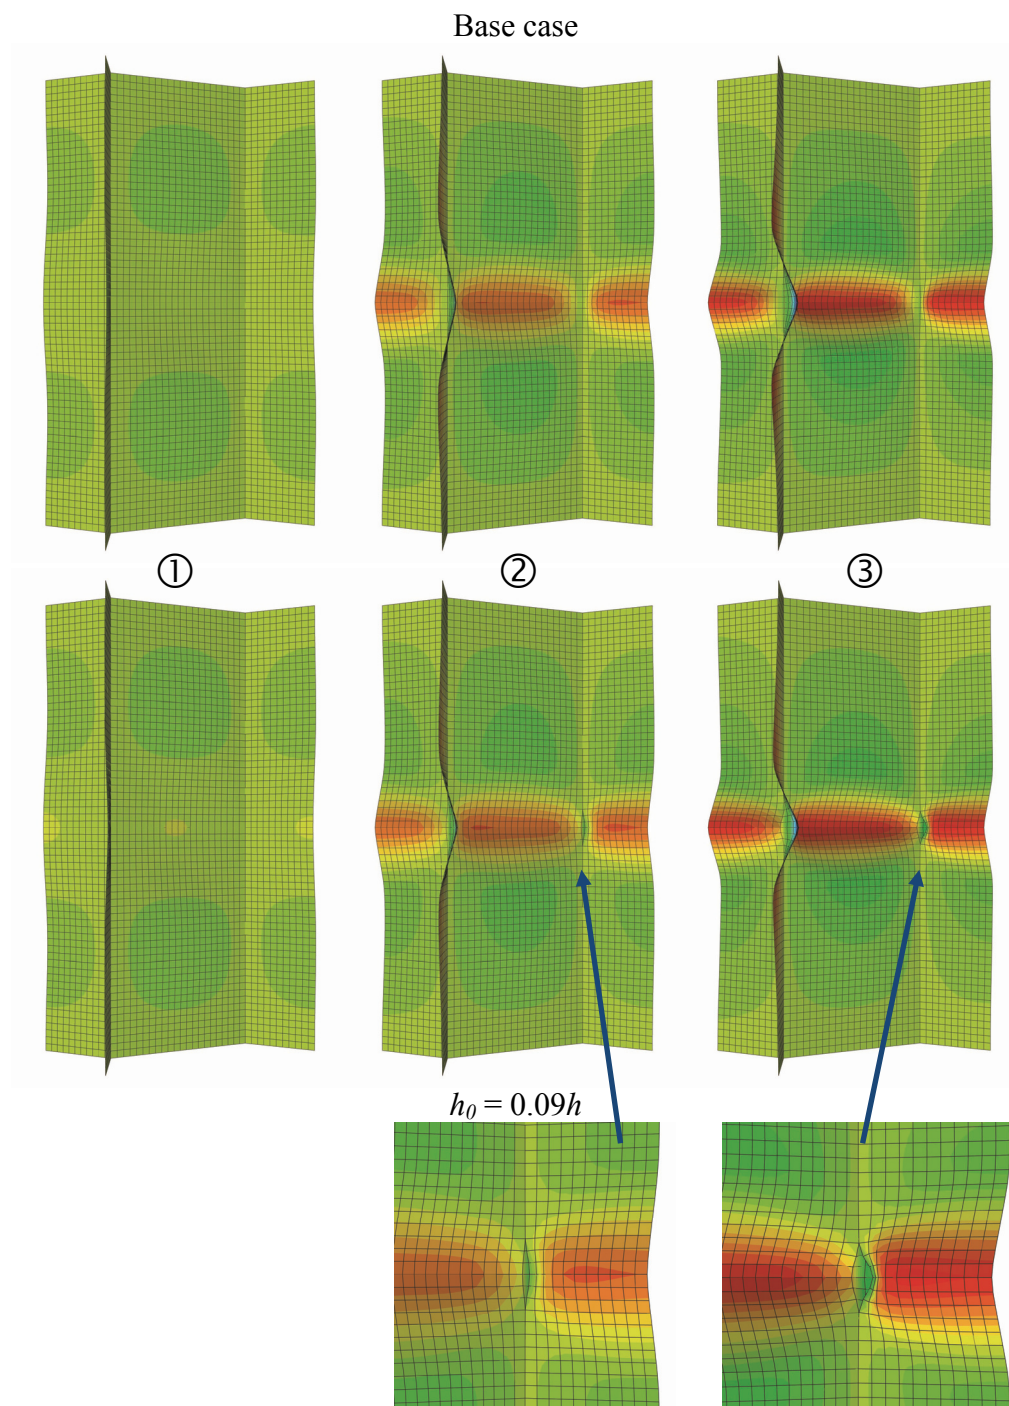 Base case
① ② ③
h₀ = 0.09h